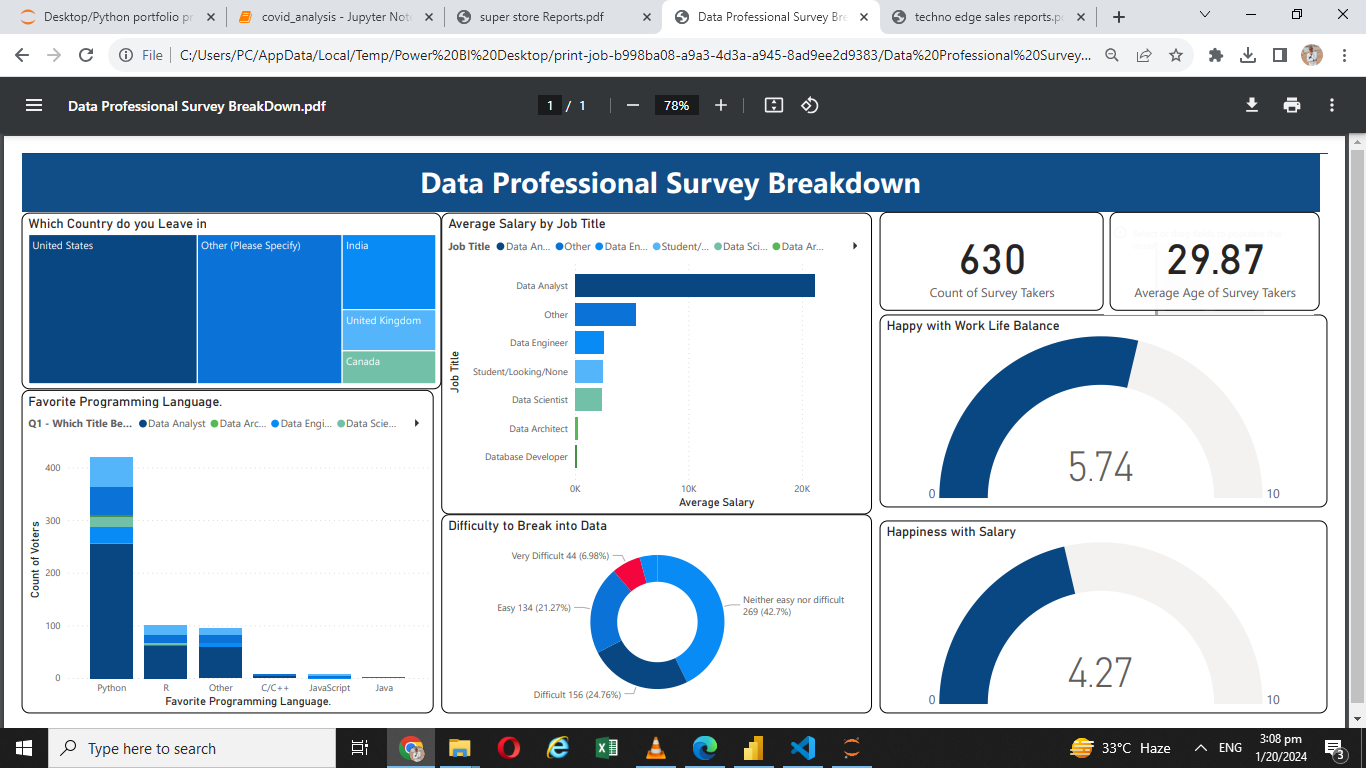 Desktop/Python portfolio pr
covid_analysis - Jupyter Not
super store Reports.pdf
Data Professional Survey Bre
techno edge sales reports.p
File
C:/Users/PC/AppData/Local/Temp/Power%20BI%20Desktop/print-job-b998ba08-a9a3-4d3a-a945-8ad9ee2d9383/Data%20Professional%20Survey...
Data Professional Survey BreakDown.pdf
1 / 1
78%
Data Professional Survey Breakdown
Which Country do you Leave in
United States
Other (Please Specify)
India
United Kingdom
Canada
Average Salary by Job Title
Job Title Data An... Other Data En... Student/... Data Sci... Data Ar...
Job Title
Data Analyst
Other
Data Engineer
Student/Looking/None
Data Scientist
Data Architect
Database Developer
0K 10K 20K
Average Salary
630
Count of Survey Takers
29.87
Average Age of Survey Takers
Happy with Work Life Balance
5.74
0 10
Favorite Programming Language.
Q1 - Which Title Be... Data Analyst Data Arc... Data Engi... Data Scie...
Count of Voters
400
300
200
100
0
Python R Other C/C++ JavaScript Java
Favorite Programming Language.
Difficulty to Break into Data
Very Difficult 44 (6.98%)
Easy 134 (21.27%)
Neither easy nor difficult
269 (42.7%)
Difficult 156 (24.76%)
Happiness with Salary
4.27
0 10
Type here to search
33°C Haze
ENG
3:08 pm
1/20/2024
3